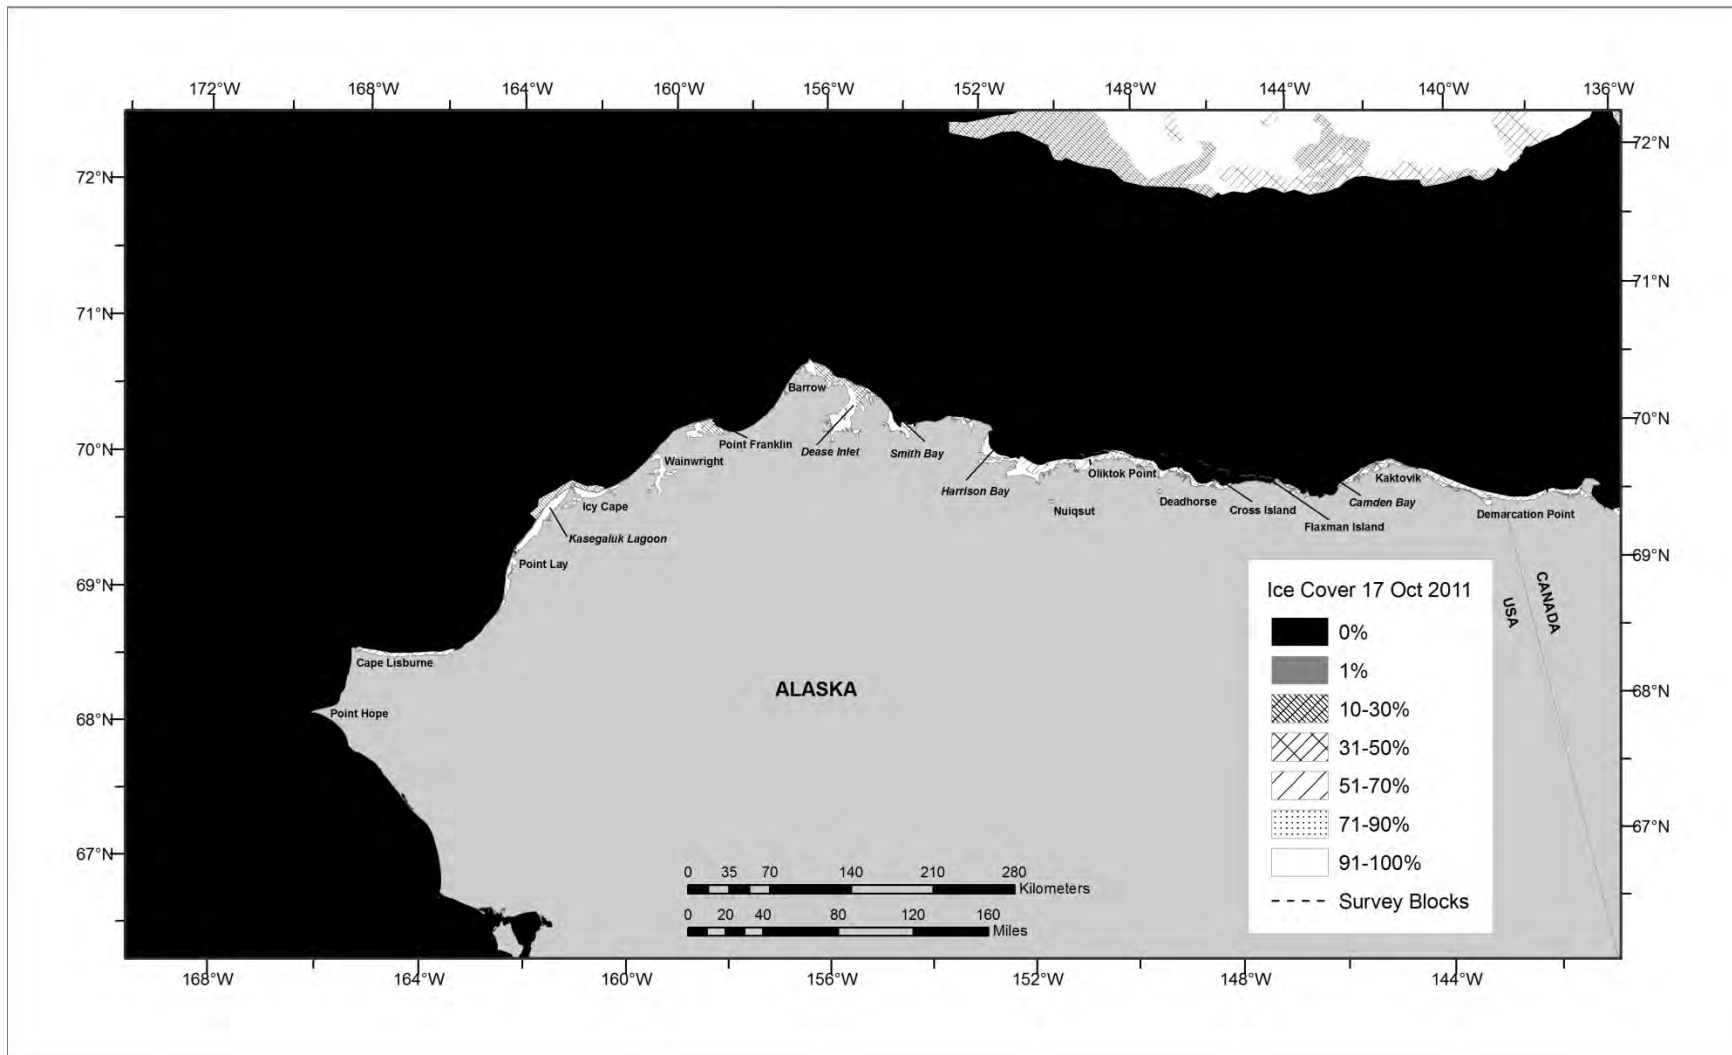 172°W 168°W 164°W 160°W 156°W 152°W 148°W 144°W 140°W 136°W
72°N 72°N
71°N 71°N
70°N 70°N
69°N 69°N
68°N 68°N
67°N 67°N
Barrow
Point Franklin
Dease Inlet
Smith Bay
Wainwright
Harrison Bay
Oliktok Point
Kaktovik
Icy Cape
Nuiqsut
Deadhorse
Cross Island
Camden Bay
Flaxman Island
Demarcation Point
Kasegaluk Lagoon
Point Lay
Cape Lisburne
Point Hope
ALASKA
USA
CANADA
Ice Cover 17 Oct 2011
0%
1%
10-30%
31-50%
51-70%
71-90%
91-100%
Survey Blocks
0 35 70 140 210 280
Kilometers
0 20 40 80 120 160
Miles
168°W 164°W 160°W 156°W 152°W 148°W 144°W